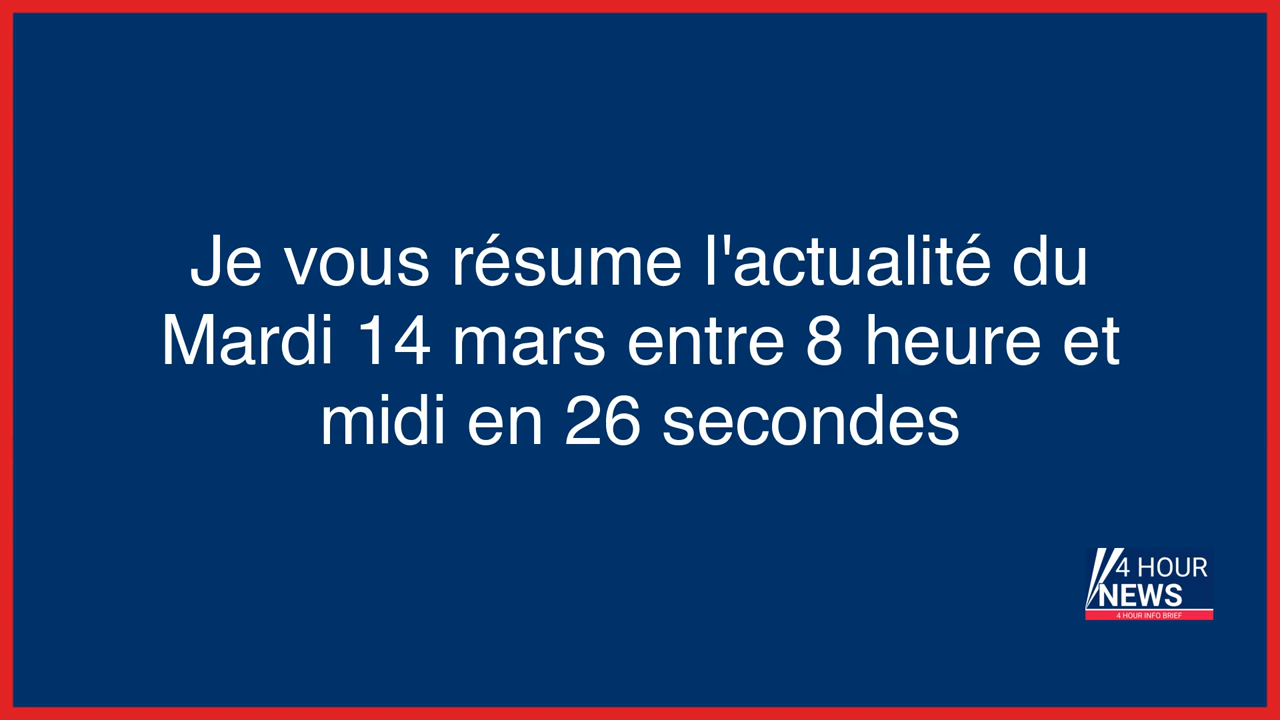 Je vous résume l'actualité du
Mardi 14 mars entre 8 heure et
midi en 26 secondes
4 HOUR
NEWS
4 HOUR INFO BRIEF